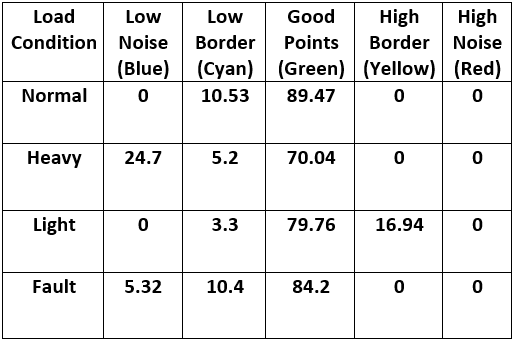 Load Condition | Low Noise (Blue) | Low Border (Cyan) | Good Points (Green) | High Border (Yellow) | High Noise (Red)
Normal | 0 | 10.53 | 89.47 | 0 | 0
Heavy | 24.7 | 5.2 | 70.04 | 0 | 0
Light | 0 | 3.3 | 79.76 | 16.94 | 0
Fault | 5.32 | 10.4 | 84.2 | 0 | 0